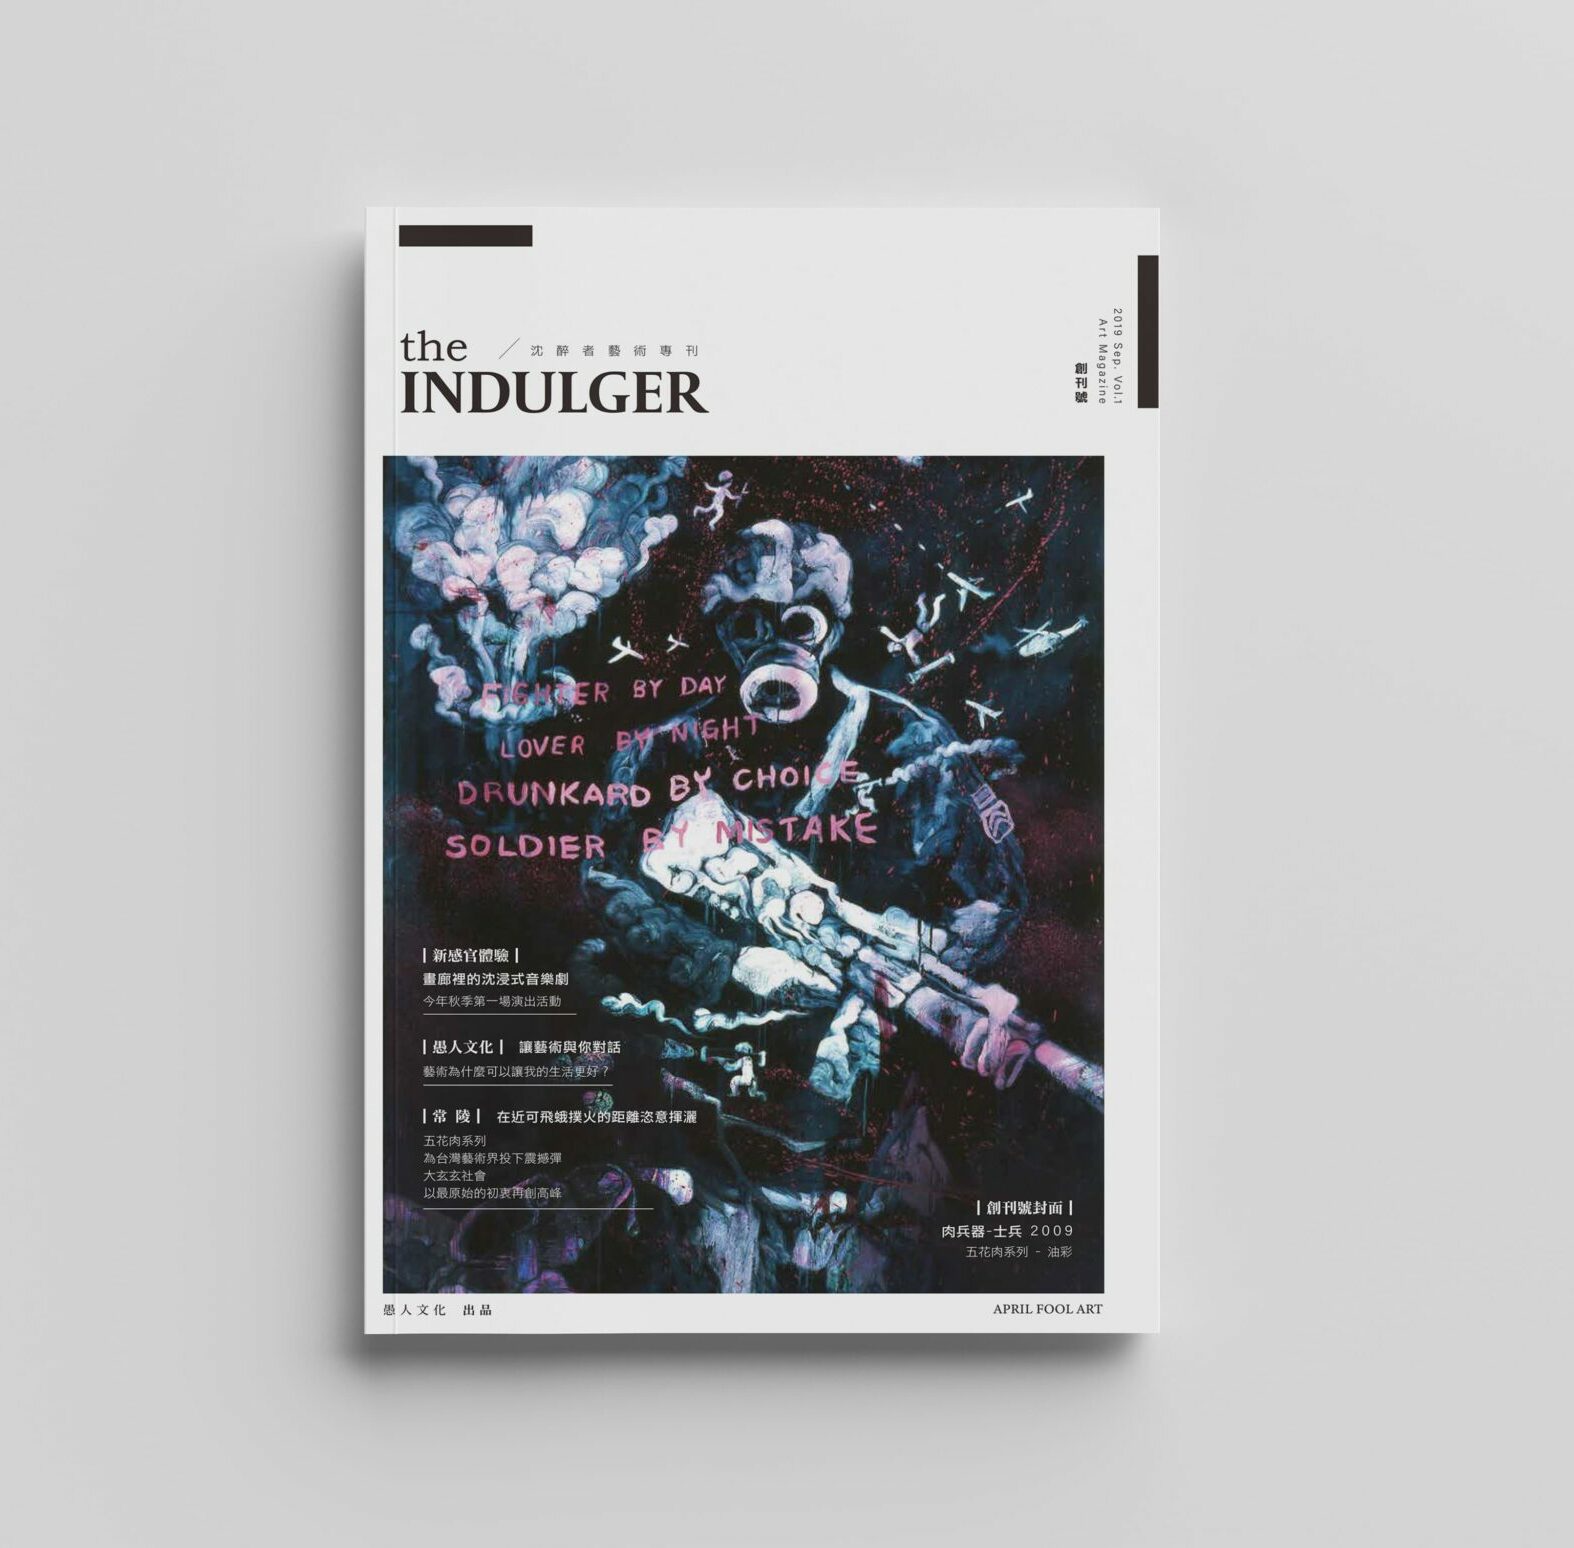 the
／沈醉者藝術專刊
INDULGER
2019 Sep. Vol.1
Art Magazine
創刊號
FIGHTER BY DAY
LOVER BY NIGHT
DRUNKARD BY CHOICE
SOLDIER BY MISTAKE
|新感官體驗|
畫廊裡的沈浸式音樂劇
今年秋季第一場演出活動
|愚人文化| 讓藝術與你對話
藝術為什麼可以讓我的生活更好？
|常 陵| 在近可飛蛾撲火的距離恣意揮灑
五花肉系列
為台灣藝術界投下震撼彈
大玄玄社會
以最原始的初衷再創高峰
|創刊號封面|
肉兵器-士兵 2009
五花肉系列 - 油彩
愚人文化 出品
APRIL FOOL ART